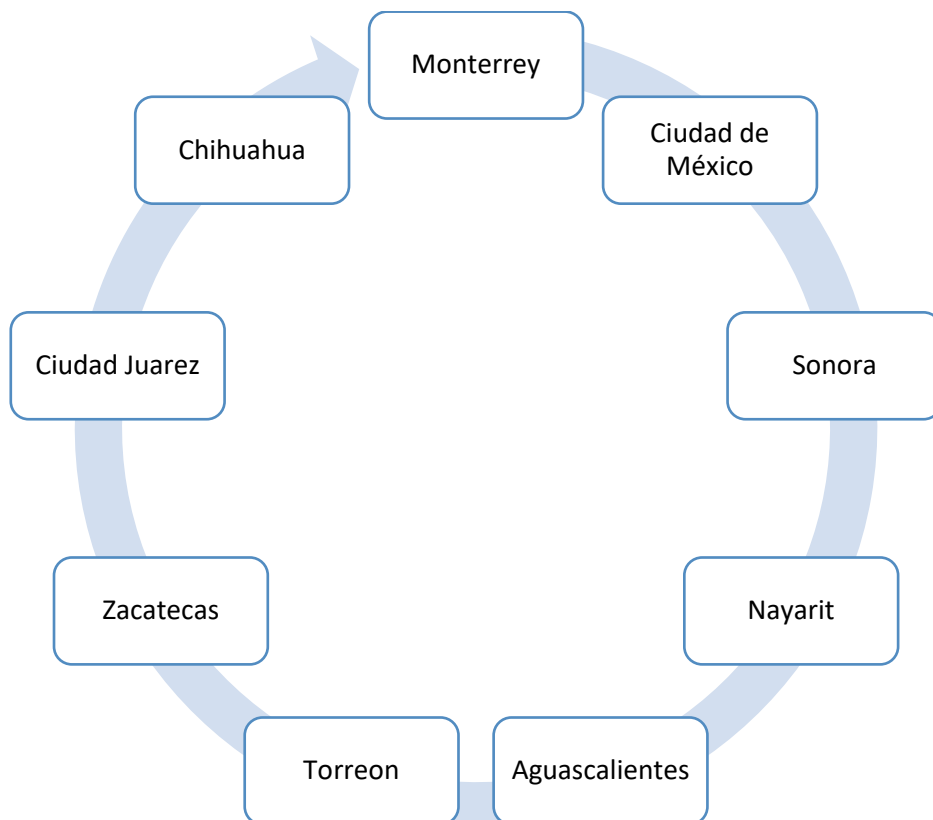 Monterrey
Ciudad de
México
Sonora
Nayarit
Aguascalientes
Torreon
Zacatecas
Ciudad Juarez
Chihuahua